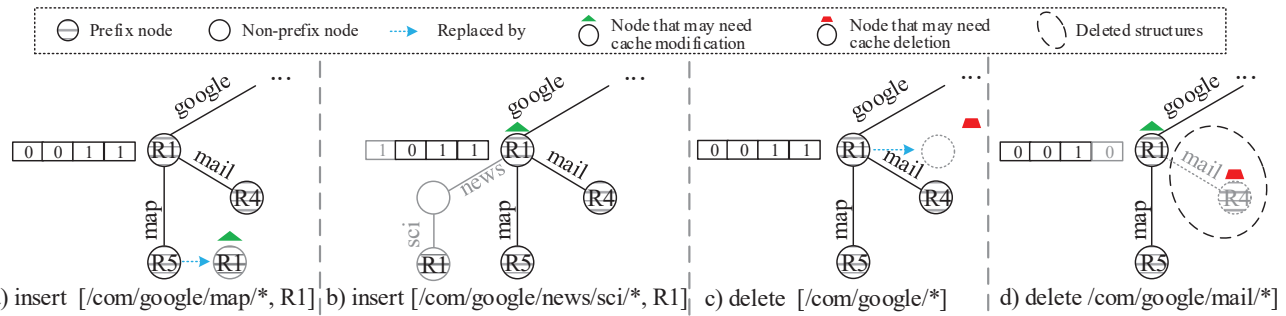 Prefix node
Non-prefix node
Replaced by
Node that may need
cache modification
Node that may need
cache deletion
Deleted structures
google
...
0 0 1 1
R1
mail
map
R4
R5
R1
) insert [/com/google/map/*, R1]
google
...
1 0 1 1
R1
news
mail
R4
sci
map
R1
R5
b) insert [/com/google/news/sci/*, R1]
google
...
0 0 1 1
R1
mail
map
R4
R5
c) delete [/com/google/*]
google
...
0 0 1 0
R1
mail
map
R4
R5
d) delete /com/google/mail/*]